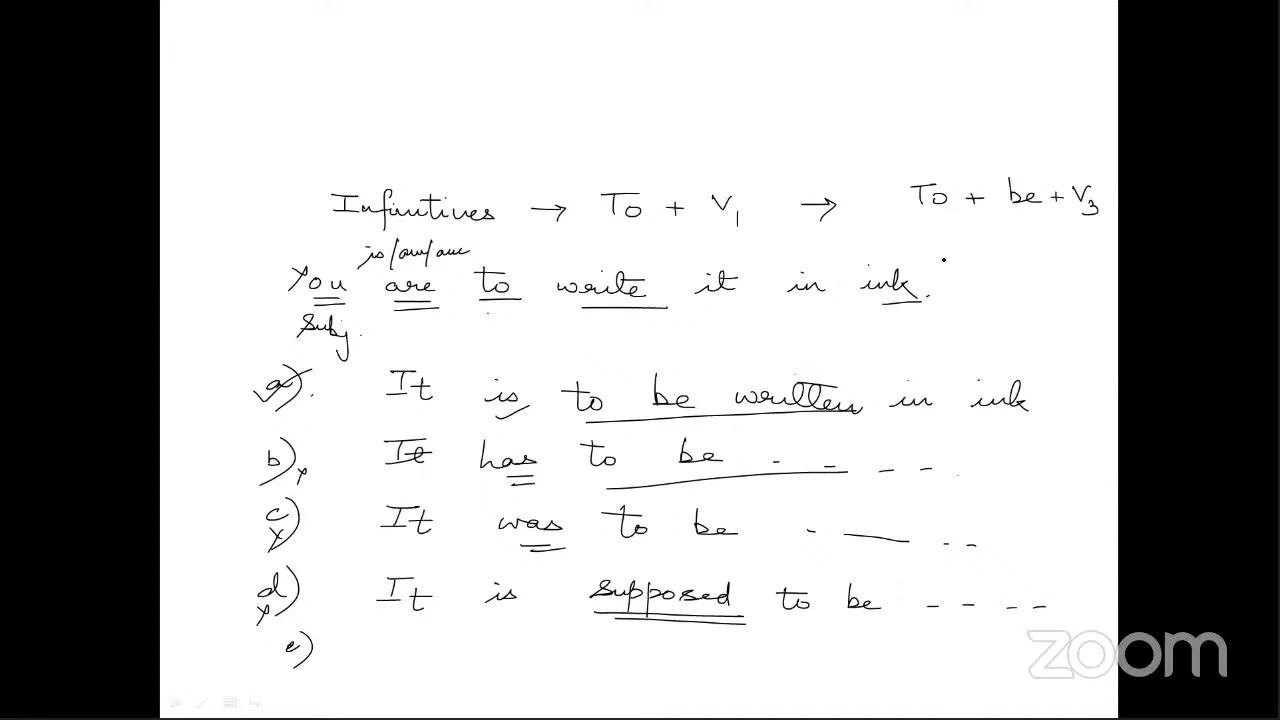 Infinitives → To + V1 → To + be + V3
is/am/are
You are to write it in ink.
Subj.
a). It is to be written in ink
b) x It has to be - - - -
c) x It was to be - — - -
d) x It is supposed to be - - - -
e)
zoom